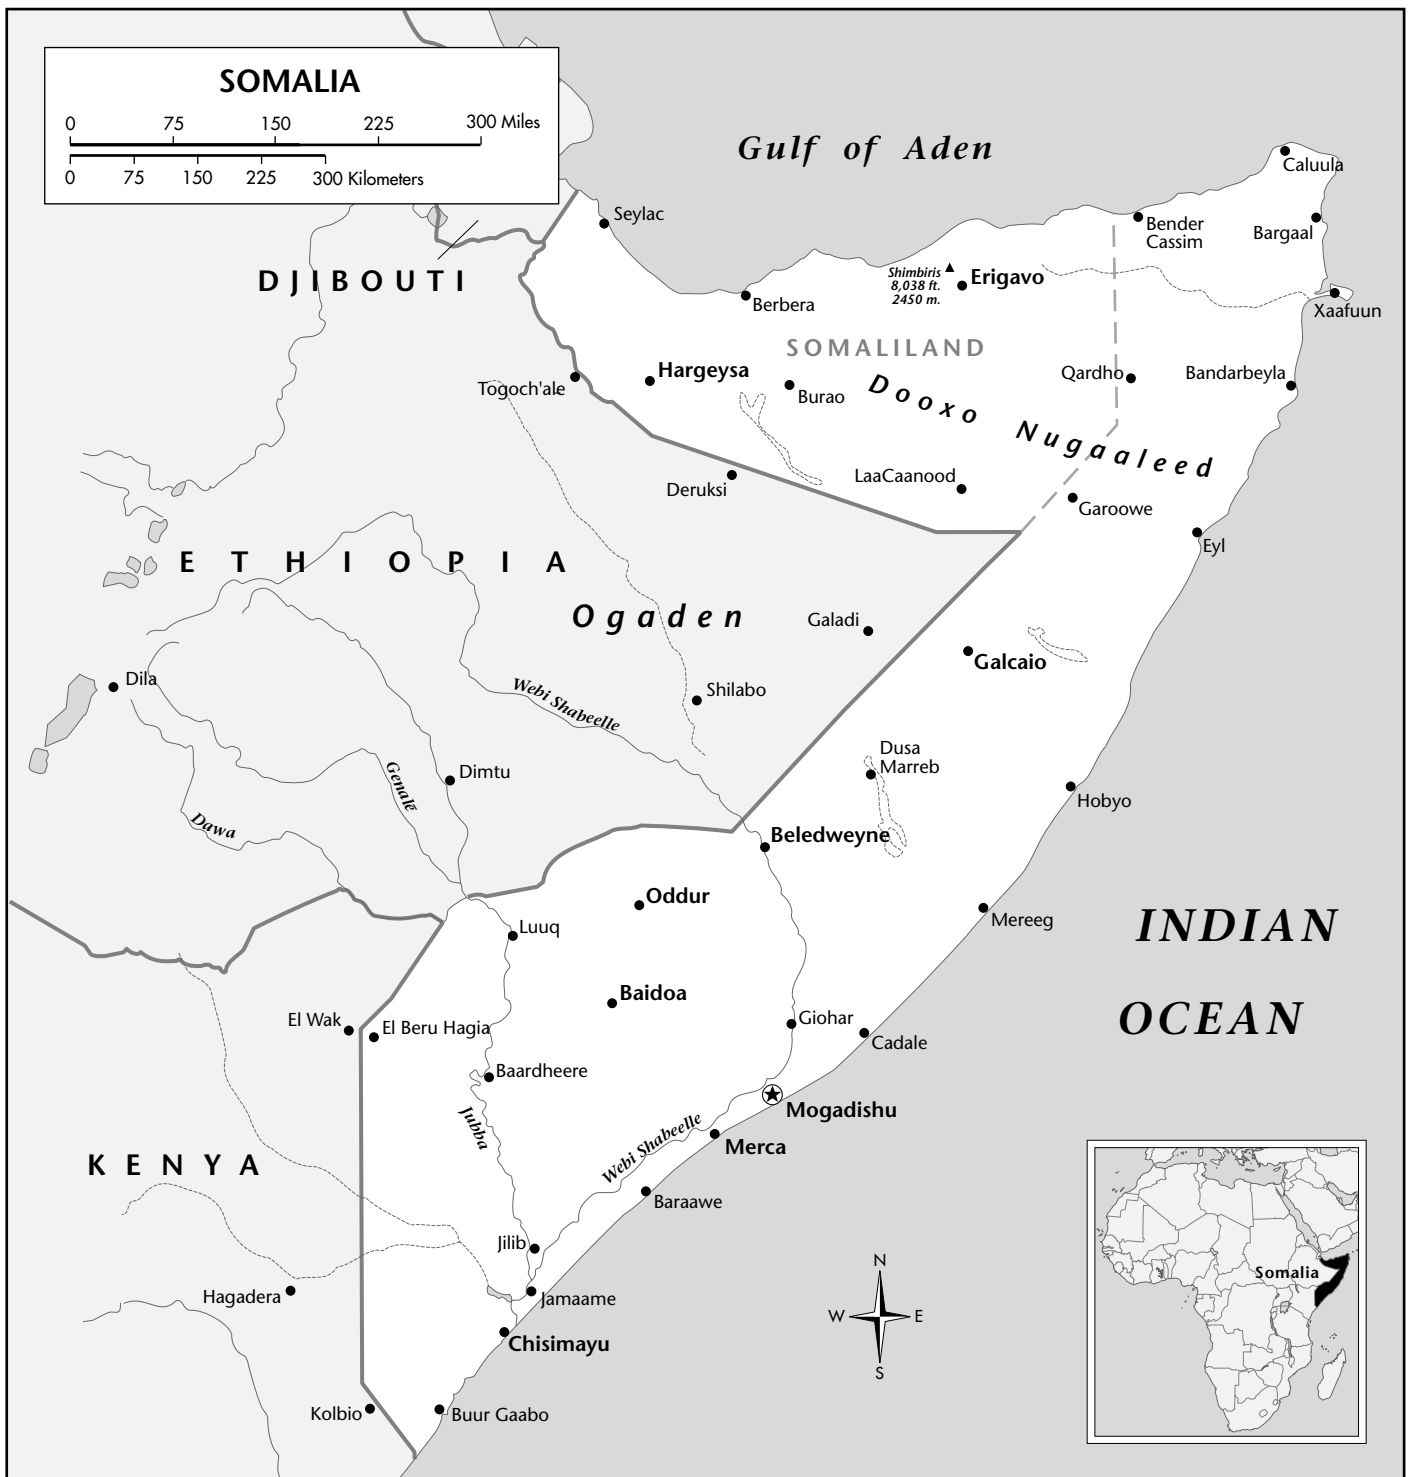 SOMALIA
0 75 150 225 300 Miles
0 75 150 225 300 Kilometers
Gulf of Aden
Caluula
Seylac
Bender
Cassim
Bargaal
DJIBOUTI
Shimbiris
8,038 ft.
2450 m.
Erigavo
Berbera
Xaafuun
SOMALILAND
Hargeysa
Togoch'ale
Burao
Dooxo Nugaaleed
Qardho
Bandarbeyla
Deruksi
LaaCaanood
Garoowe
Eyl
ETHIOPIA
Ogaden
Galadi
Galcaio
Dila
Shilabo
Webi Shabeelle
Dusa
Marreb
Dimtu
Genalē
Hobyo
Dawa
Beledweyne
Oddur
Luuq
Mereeg
INDIAN
OCEAN
Baidoa
El Wak
El Beru Hagia
Giohar
Cadale
Baardheere
Jubba
Mogadishu
Webi Shabeelle
Merca
KENYA
Baraawe
Jilib
Hagadera
Jamaame
Chisimayu
Kolbio
Buur Gaabo
N
W E
S
Somalia